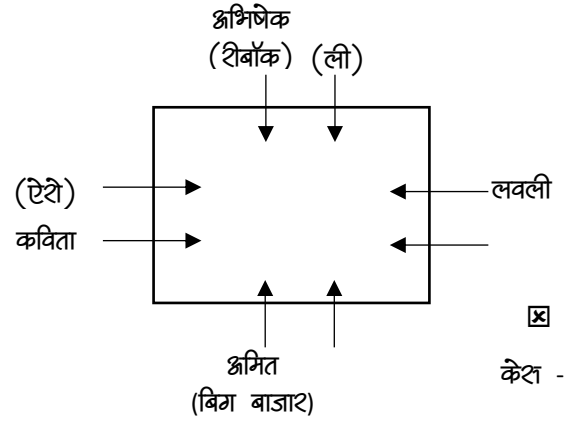 अभिषेक
(रीबॉक) (ली)
(ऐरो) लवली
कविता
अमित
(बिग बाजार)
केस -